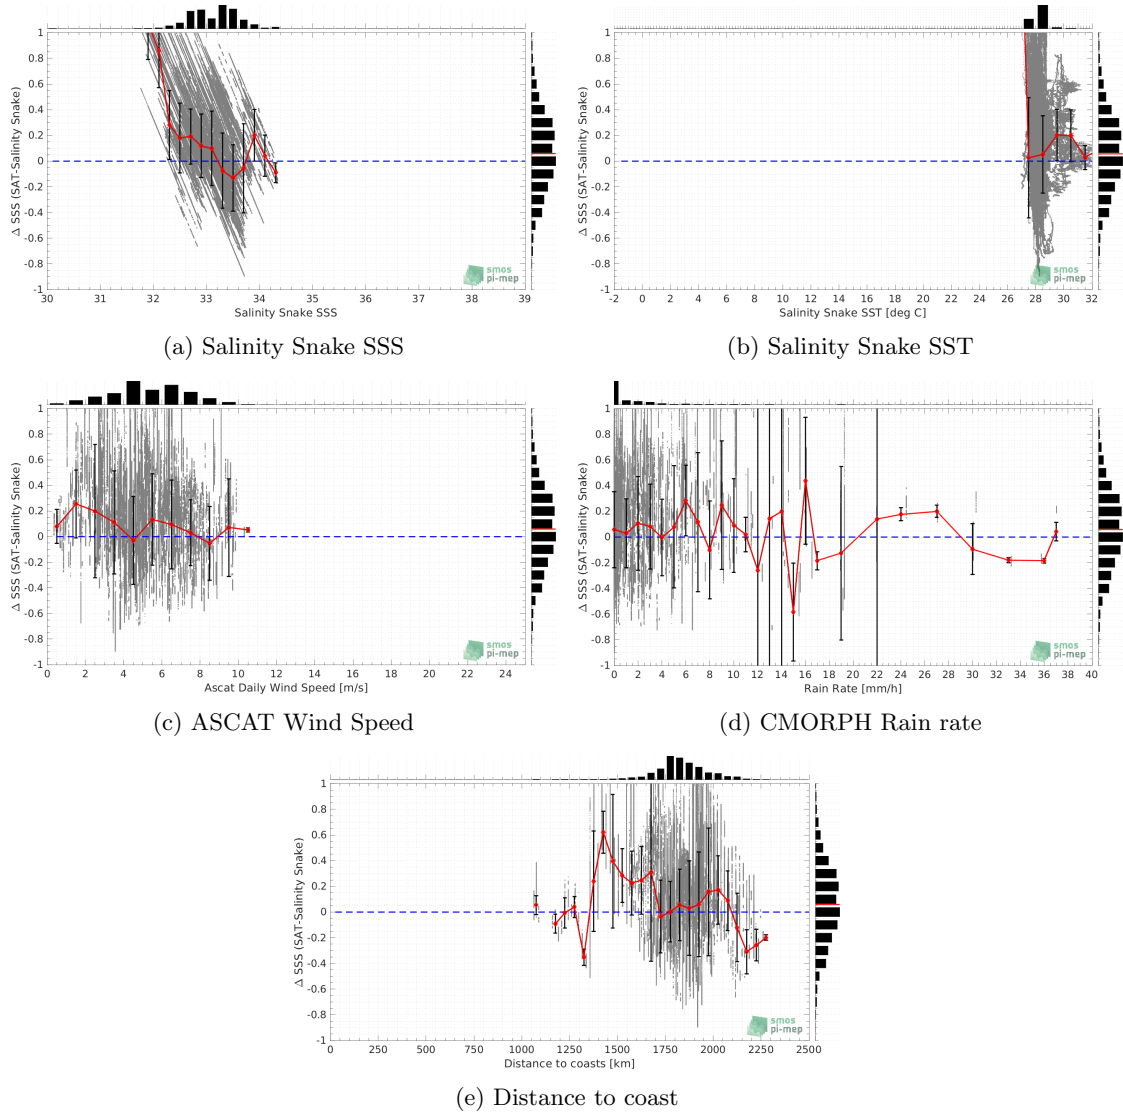 1
0.8
0.6
0.4
0.2
0
-0.2
-0.4
-0.6
-0.8
-1
Δ SSS (SAT-Salinity Snake)
30 31 32 33 34 35 36 37 38 39
Salinity Snake SSS
smos
pi-mep
(a) Salinity Snake SSS
1
0.8
0.6
0.4
0.2
0
-0.2
-0.4
-0.6
-0.8
-1
Δ SSS (SAT-Salinity Snake)
-2 0 2 4 6 8 10 12 14 16 18 20 22 24 26 28 30 32
Salinity Snake SST [deg C]
smos
pi-mep
(b) Salinity Snake SST
1
0.8
0.6
0.4
0.2
0
-0.2
-0.4
-0.6
-0.8
-1
Δ SSS (SAT-Salinity Snake)
0 2 4 6 8 10 12 14 16 18 20 22 24
Ascat Daily Wind Speed [m/s]
smos
pi-mep
(c) ASCAT Wind Speed
1
0.8
0.6
0.4
0.2
0
-0.2
-0.4
-0.6
-0.8
-1
Δ SSS (SAT-Salinity Snake)
0 2 4 6 8 10 12 14 16 18 20 22 24 26 28 30 32 34 36 38 40
Rain Rate [mm/h]
smos
pi-mep
(d) CMORPH Rain rate
1
0.8
0.6
0.4
0.2
0
-0.2
-0.4
-0.6
-0.8
-1
Δ SSS (SAT-Salinity Snake)
0 250 500 750 1000 1250 1500 1750 2000 2250 2500
Distance to coasts [km]
smos
pi-mep
(e) Distance to coast